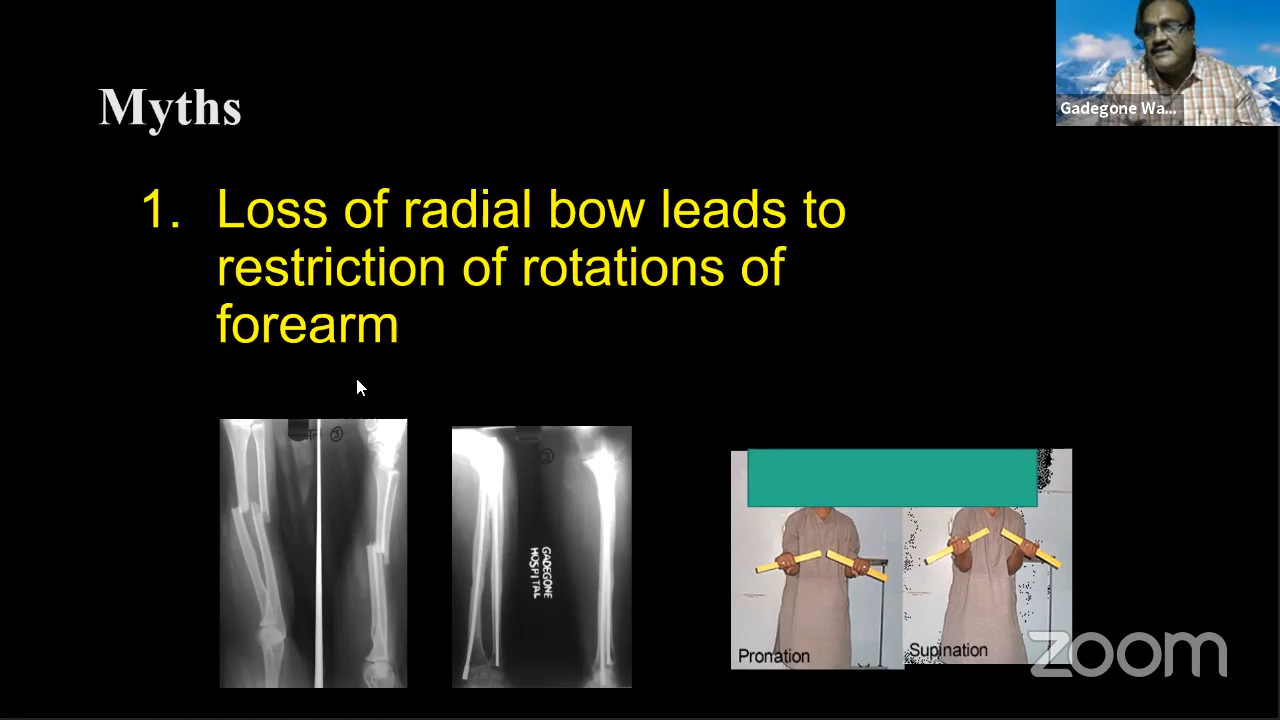 Myths
Gadegone Wa...
1. Loss of radial bow leads to
restriction of rotations of
forearm
GADEGONE
HOSPITAL
Pronation
Supination
zoom